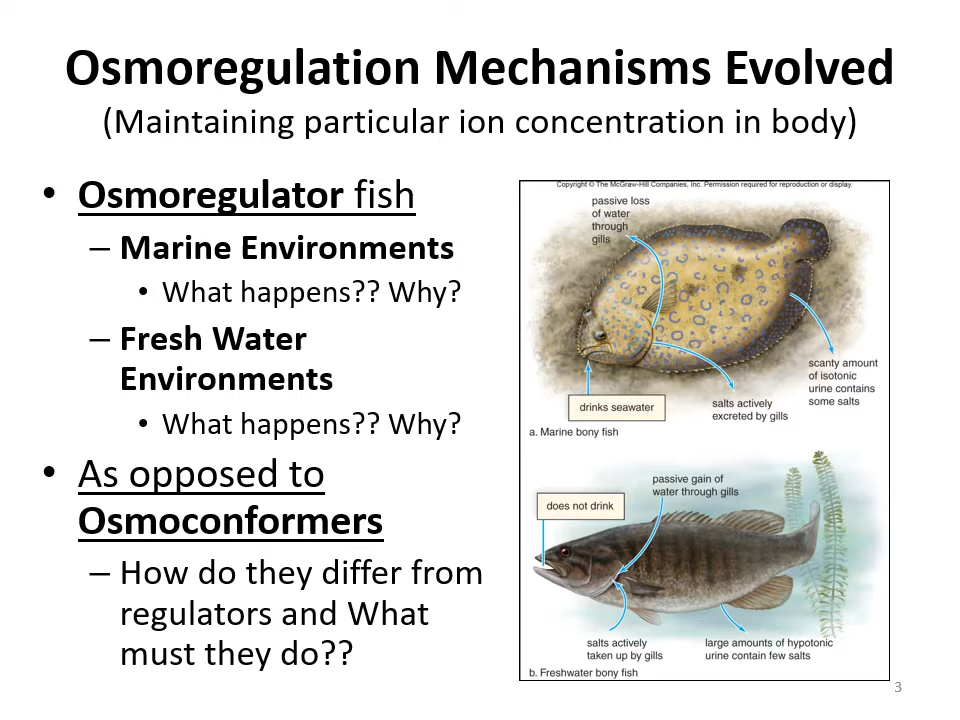 Osmoregulation Mechanisms Evolved
(Maintaining particular ion concentration in body)
• Osmoregulator fish
– Marine Environments
• What happens?? Why?
– Fresh Water
Environments
• What happens?? Why?
• As opposed to
Osmoconformers
– How do they differ from
regulators and What
must they do??
Copyright © The McGraw-Hill Companies, Inc. Permission required for reproduction or display.
passive loss
of water
through
gills
drinks seawater
salts actively
excreted by gills
scanty amount
of isotonic
urine contains
some salts
a. Marine bony fish
does not drink
passive gain of
water through gills
salts actively
taken up by gills
large amounts of hypotonic
urine contain few salts
b. Freshwater bony fish
3